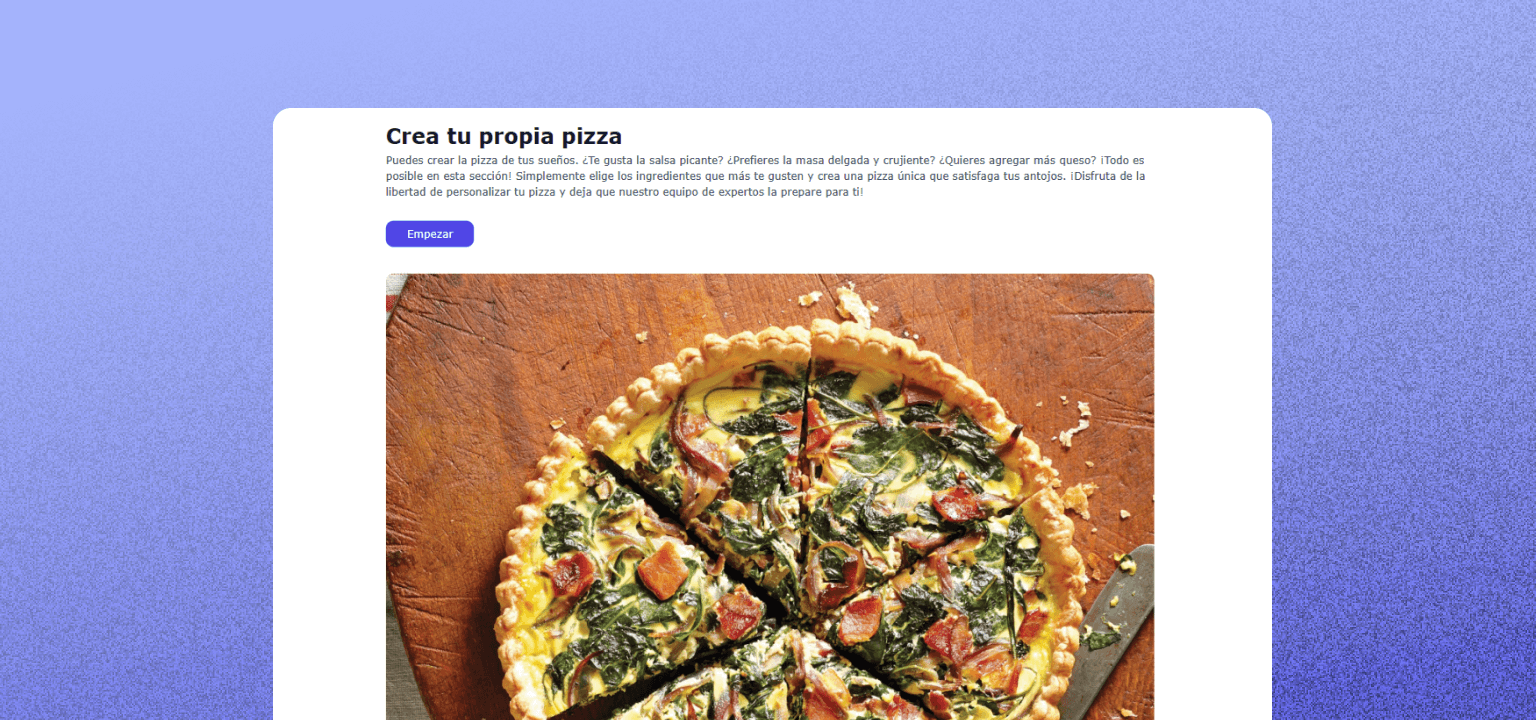 Crea tu propia pizza
Puedes crear la pizza de tus sueños. ¿Te gusta la salsa picante? ¿Prefieres la masa delgada y crujiente? ¿Quieres agregar más queso? ¡Todo es
posible en esta sección! Simplemente elige los ingredientes que más te gusten y crea una pizza única que satisfaga tus antojos. ¡Disfruta de la
libertad de personalizar tu pizza y deja que nuestro equipo de expertos la prepare para ti!
Empezar